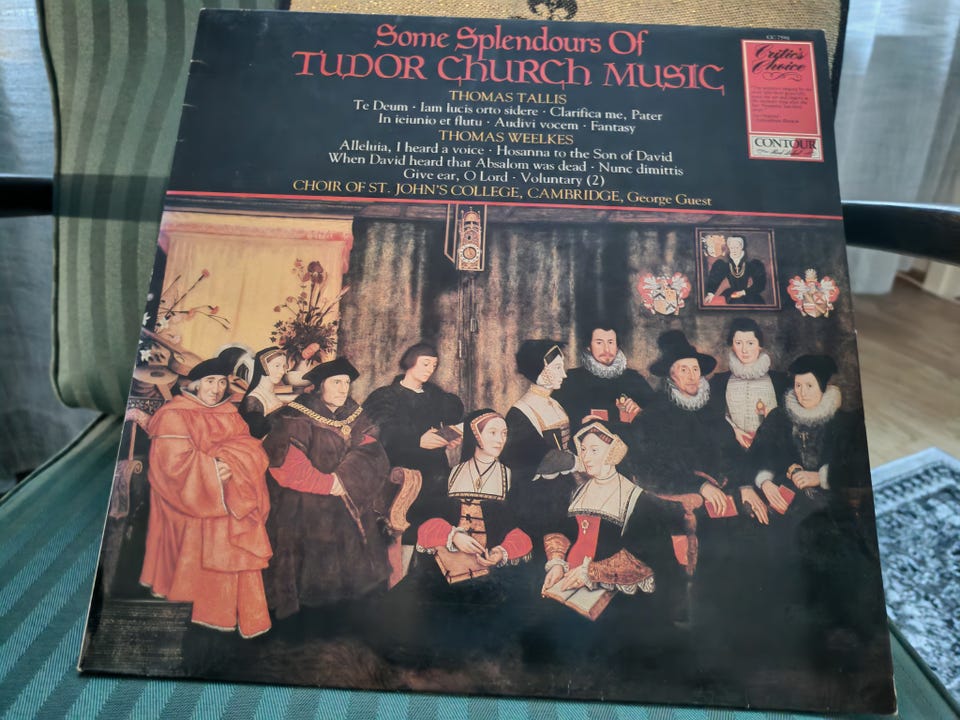 Some Splendours Of
TUDOR CHURCH MUSIC
THOMAS TALLIS
Te Deum · Iam lucis orto sidere · Clarifica me, Pater
In ieiunio et flutu · Audivi vocem · Fantasy
THOMAS WEELKES
Alleluia, I heard a voice · Hosanna to the Son of David
When David heard that Absalom was dead · Nunc dimittis
Give ear, O Lord · Voluntary (2)
CHOIR OF ST. JOHN'S COLLEGE, CAMBRIDGE, George Guest
Critic's
Choice
CONTOUR